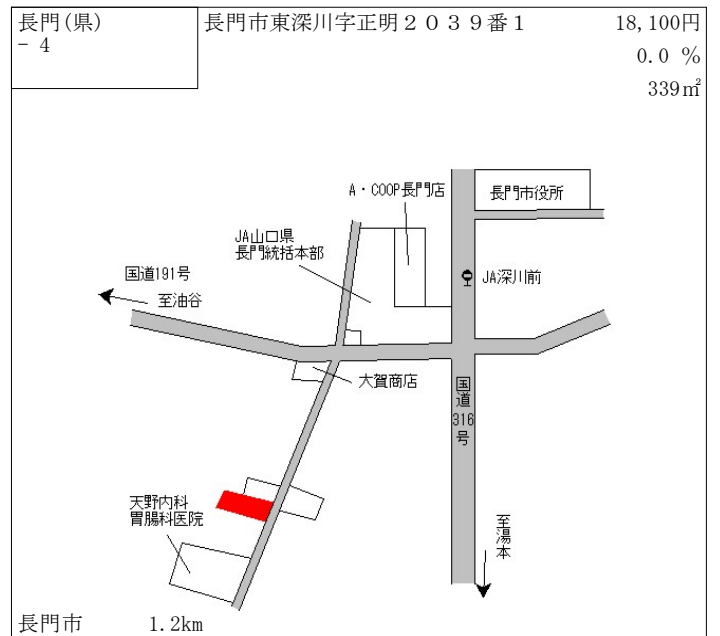 長門(県)
- 4
長門市東深川字正明２０３９番１
18,100円
0.0 %
339㎡
A・COOP長門店
長門市役所
JA山口県
長門統括本部
JA深川前
国道191号
至油谷
大賀商店
国道316号
天野内科
胃腸科医院
至湯本
長門市 1.2km